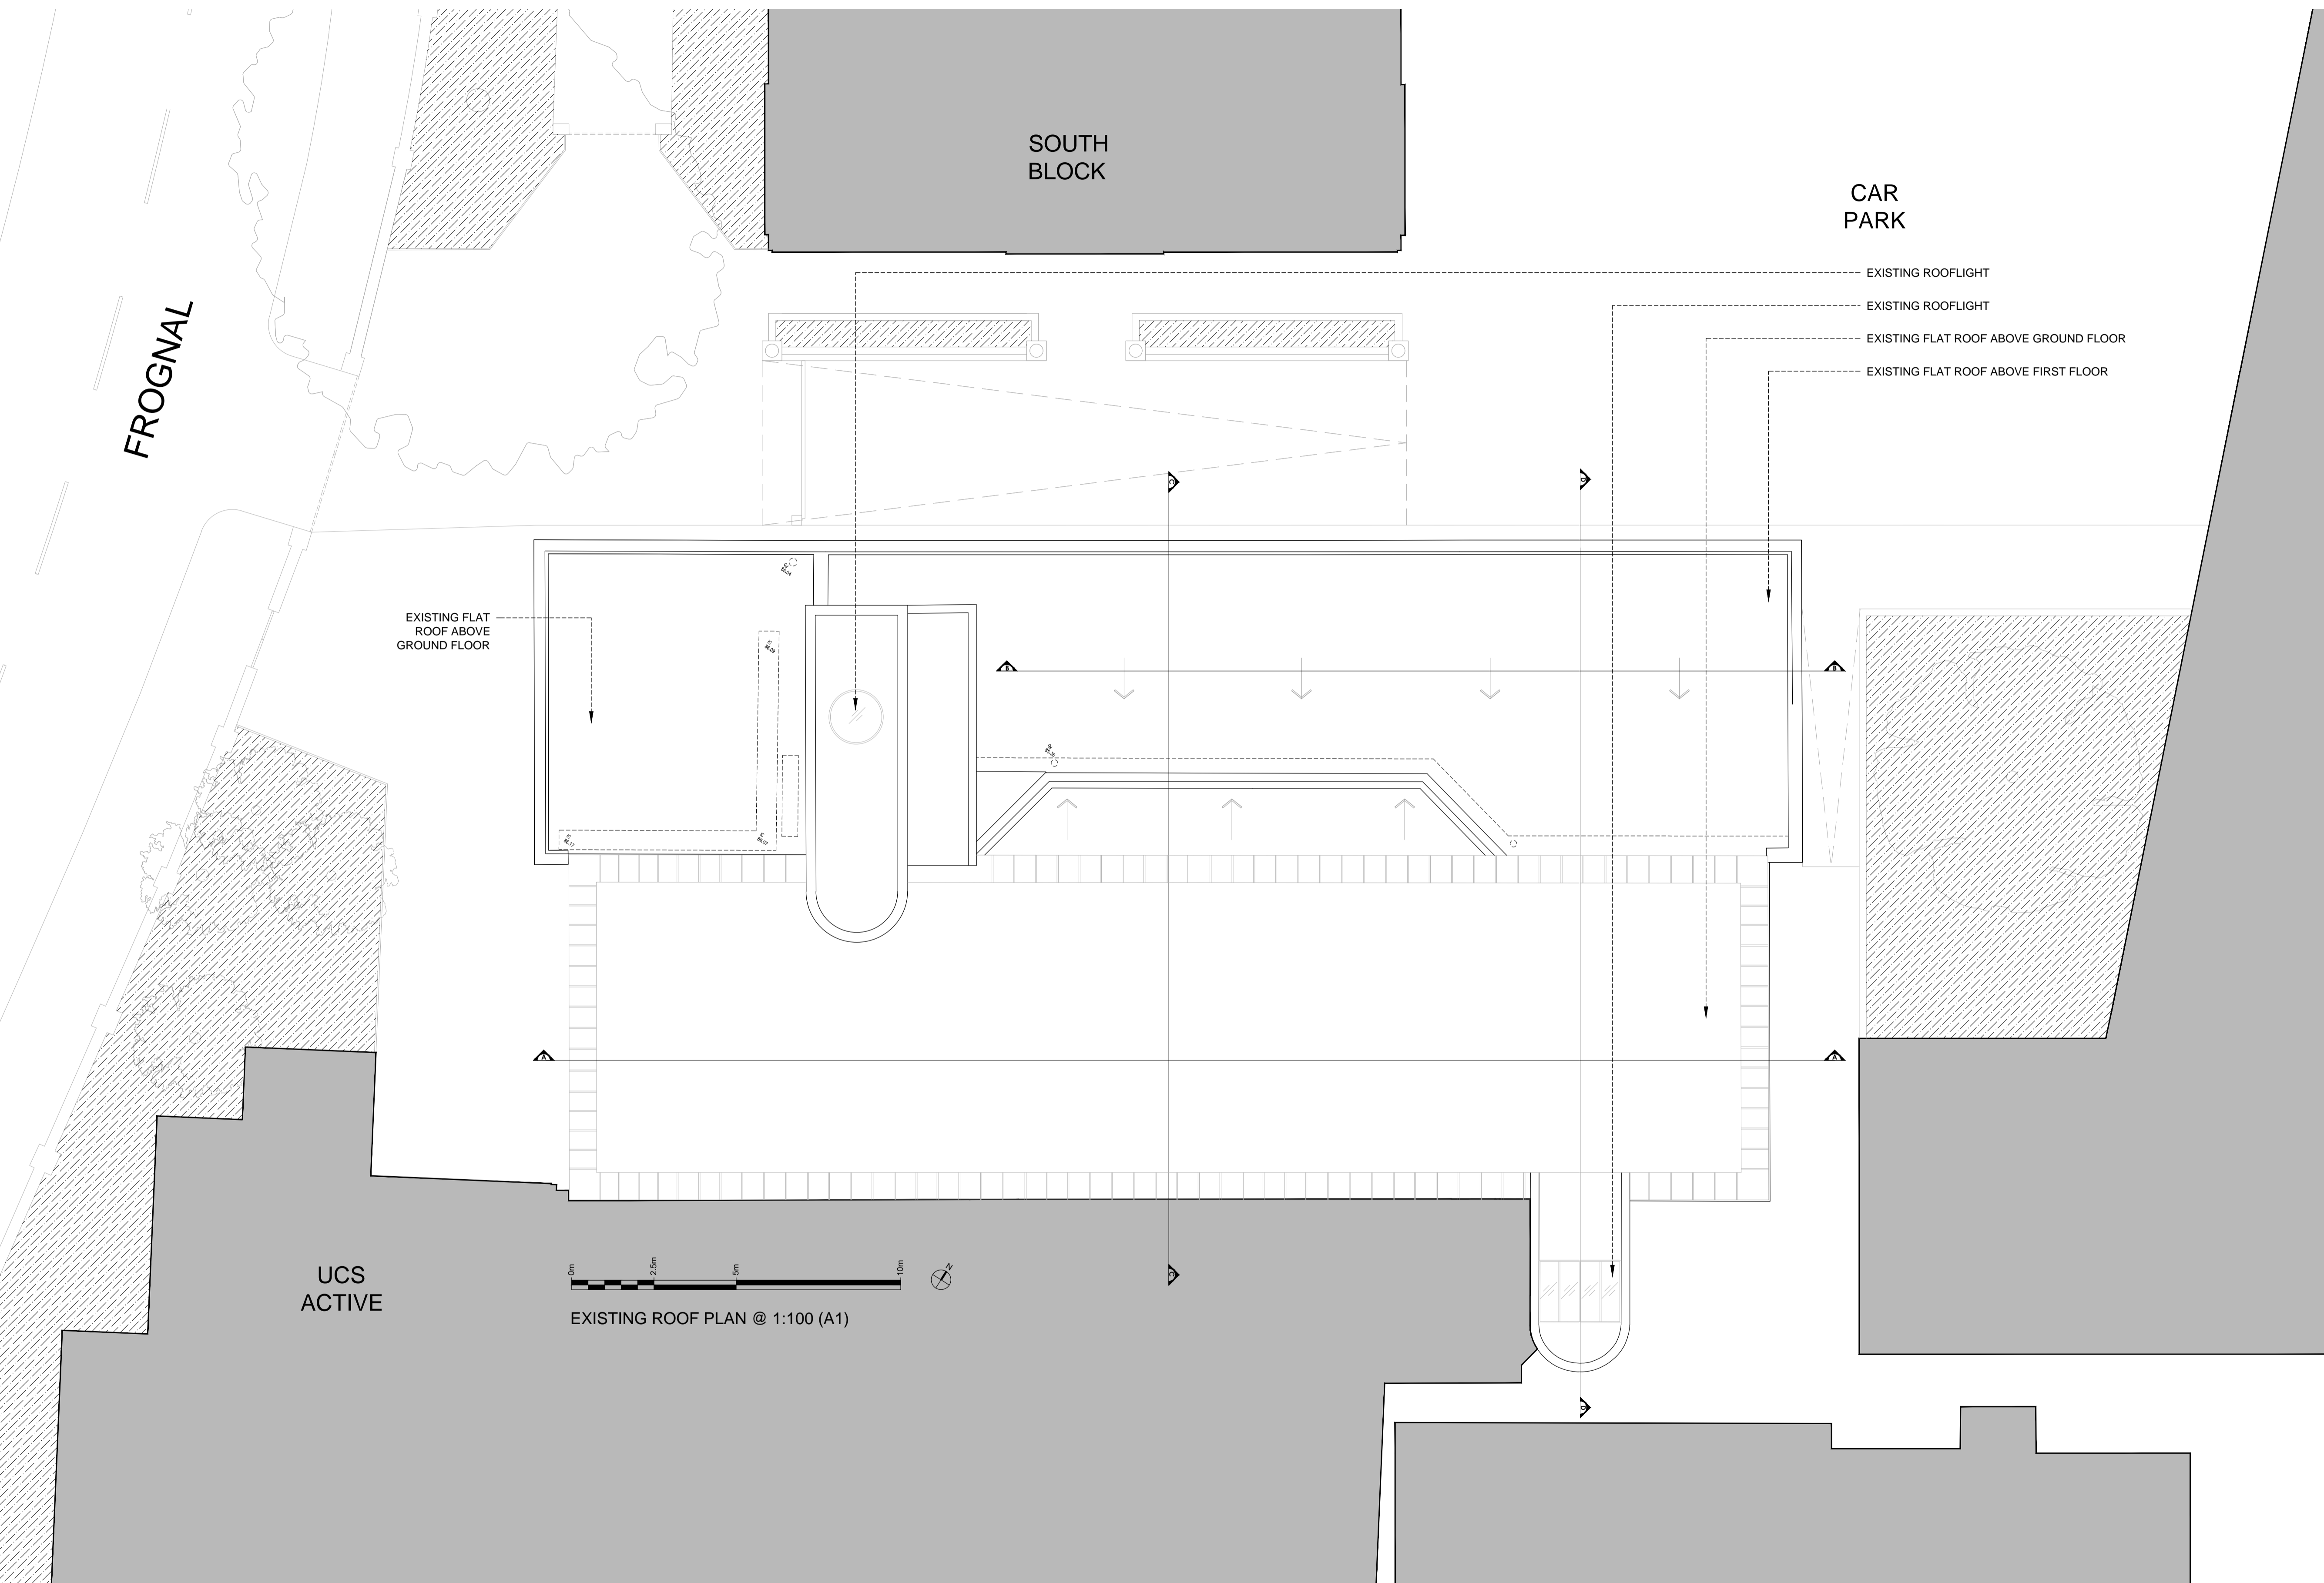 SOUTH
BLOCK
CAR
PARK
EXISTING ROOFLIGHT
EXISTING ROOFLIGHT
EXISTING FLAT ROOF ABOVE GROUND FLOOR
EXISTING FLAT ROOF ABOVE FIRST FLOOR
FROGNAL
C
D
EXISTING FLAT
ROOF ABOVE
GROUND FLOOR
B
B
A
A
UCS
ACTIVE
0m
2.5m
5m
10m
N
C
D
EXISTING ROOF PLAN @ 1:100 (A1)